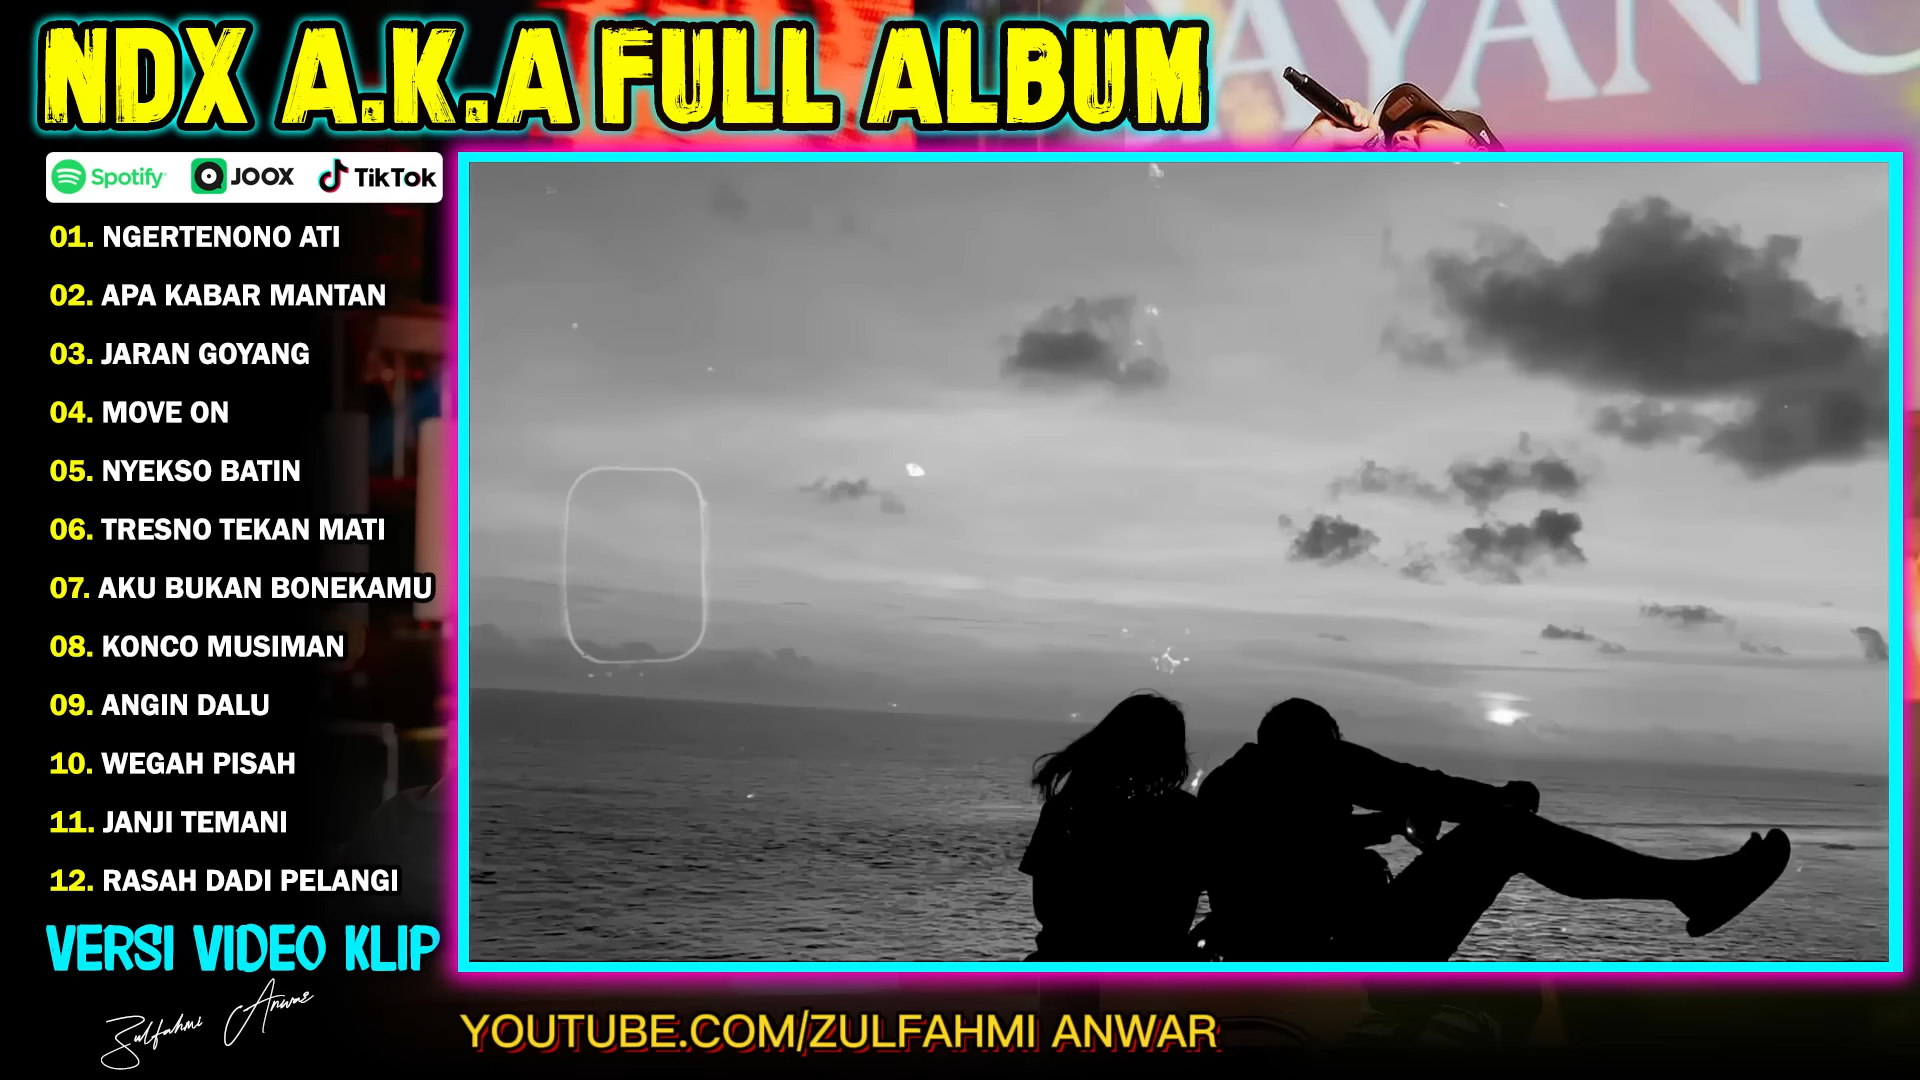 NDX A.K.A FULL ALBUM
AYANG
Spotify JOOX TikTok
01. NGERTENONO ATI
02. APA KABAR MANTAN
03. JARAN GOYANG
04. MOVE ON
05. NYEKSO BATIN
06. TRESNO TEKAN MATI
07. AKU BUKAN BONEKAMU
08. KONCO MUSIMAN
09. ANGIN DALU
10. WEGAH PISAH
11. JANJI TEMANI
12. RASAH DADI PELANGI
VERSI VIDEO KLIP
Zulfahmi Anwar
YOUTUBE.COM/ZULFAHMI ANWAR